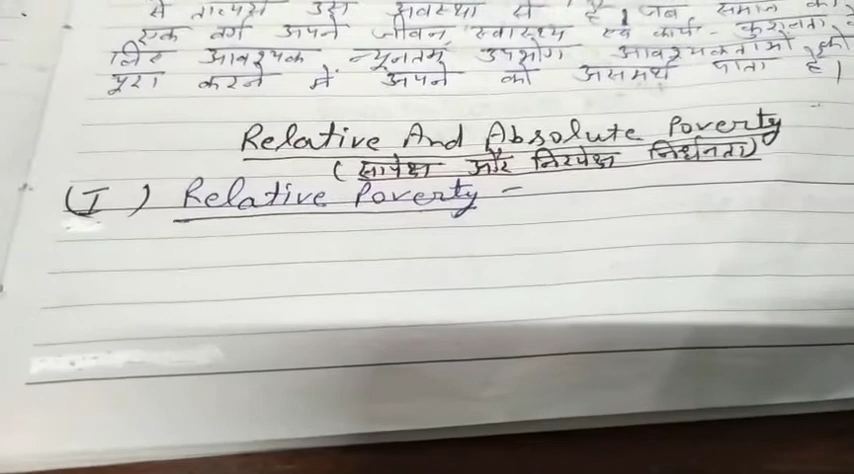 से तात्पर्य उस अवस्था से है। जब समाज का
एक वर्ग अपने जीवन, स्वास्थ्य एवं कार्य - कुशलता के
लिए आवश्यक न्यूनतम उपभोग आवश्यकताओं को
पूरा करने में अपने को असमर्थ पाता है।
Relative And Absolute Poverty
(सापेक्ष और निरपेक्ष निर्धनता)
(I) Relative Poverty -